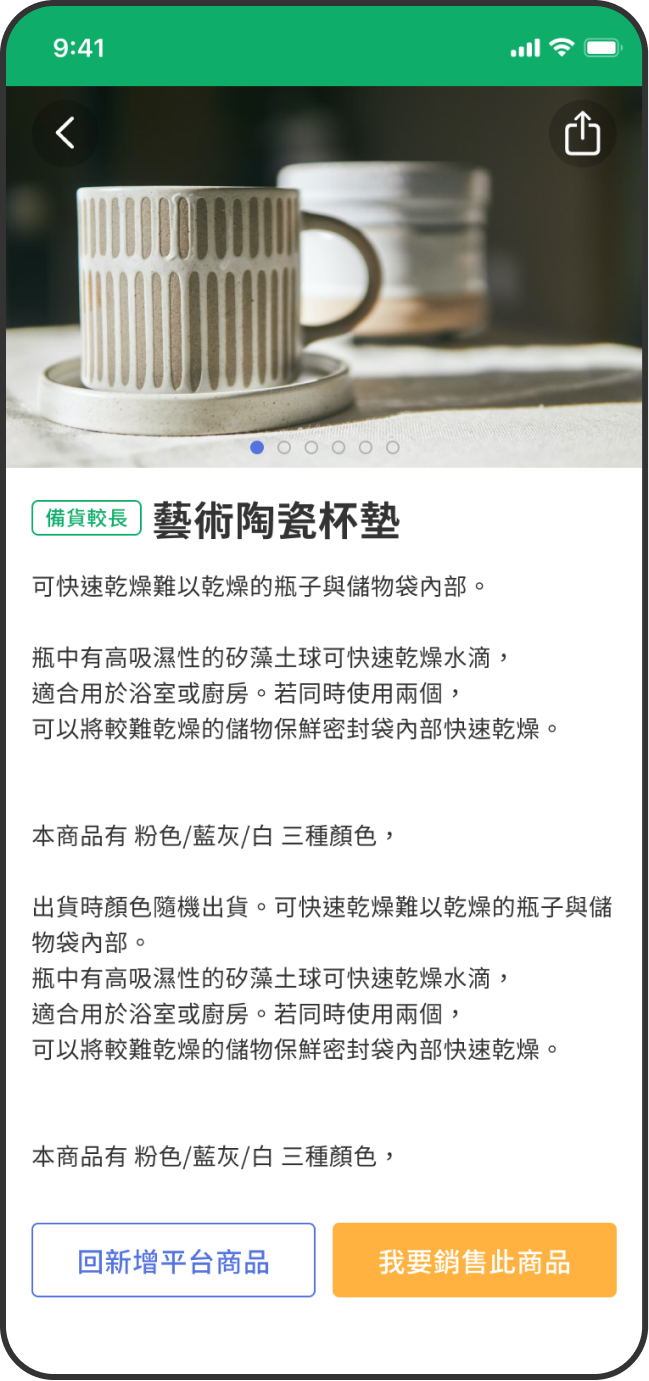 9:41
備貨較長 藝術陶瓷杯墊
可快速乾燥難以乾燥的瓶子與儲物袋內部。
瓶中有高吸濕性的矽藻土球可快速乾燥水滴，
適合用於浴室或廚房。若同時使用兩個，
可以將較難乾燥的儲物保鮮密封袋內部快速乾燥。
本商品有 粉色/藍灰/白 三種顏色，
出貨時顏色隨機出貨。可快速乾燥難以乾燥的瓶子與儲
物袋內部。
瓶中有高吸濕性的矽藻土球可快速乾燥水滴，
適合用於浴室或廚房。若同時使用兩個，
可以將較難乾燥的儲物保鮮密封袋內部快速乾燥。
本商品有 粉色/藍灰/白 三種顏色，
回新增平台商品 我要銷售此商品